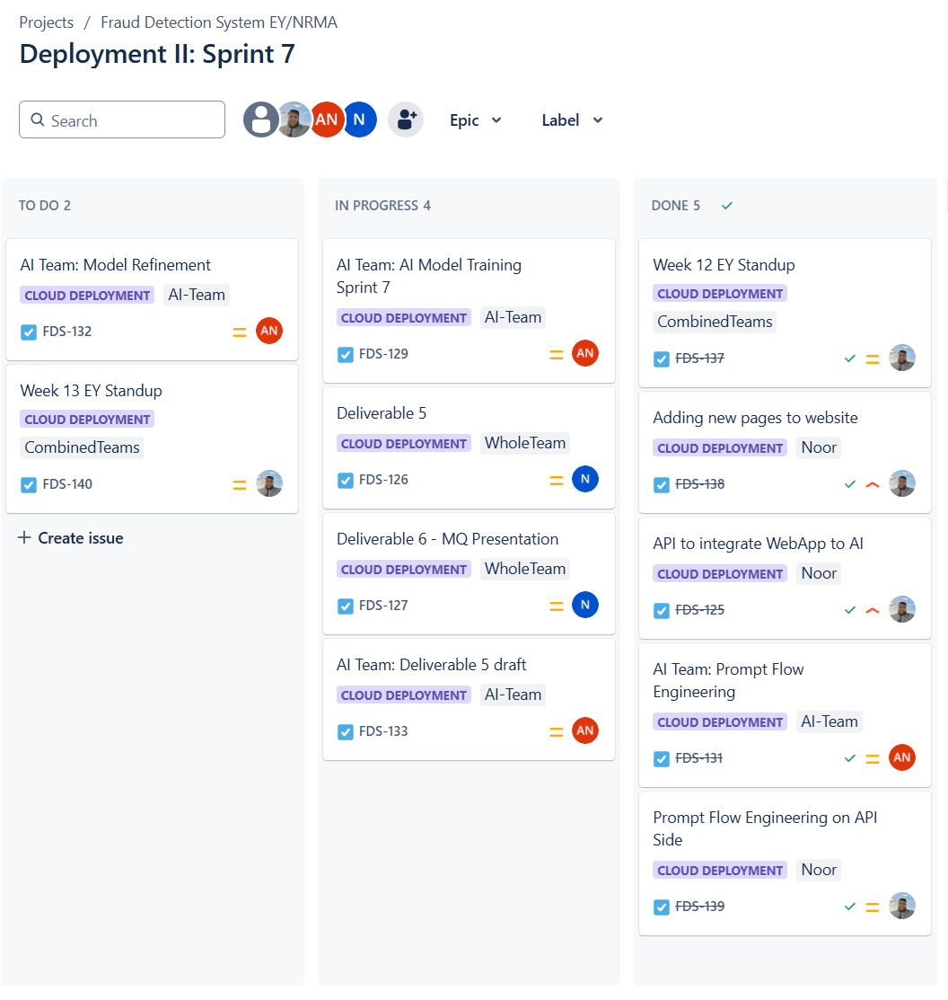 Projects / Fraud Detection System EY/NRMA
Deployment II: Sprint 7
Search
AN
N
Epic
Label
TO DO 2
AI Team: Model Refinement
CLOUD DEPLOYMENT AI-Team
FDS-132
AN
Week 13 EY Standup
CLOUD DEPLOYMENT
CombinedTeams
FDS-140
+ Create issue
IN PROGRESS 4
AI Team: AI Model Training
Sprint 7
CLOUD DEPLOYMENT AI-Team
FDS-129
AN
Deliverable 5
CLOUD DEPLOYMENT WholeTeam
FDS-126
N
Deliverable 6 - MQ Presentation
CLOUD DEPLOYMENT WholeTeam
FDS-127
N
AI Team: Deliverable 5 draft
CLOUD DEPLOYMENT AI-Team
FDS-133
AN
DONE 5
Week 12 EY Standup
CLOUD DEPLOYMENT
CombinedTeams
FDS-137
Adding new pages to website
CLOUD DEPLOYMENT Noor
FDS-138
API to integrate WebApp to AI
CLOUD DEPLOYMENT Noor
FDS-125
AI Team: Prompt Flow
Engineering
CLOUD DEPLOYMENT AI-Team
FDS-131
AN
Prompt Flow Engineering on API
Side
CLOUD DEPLOYMENT Noor
FDS-139